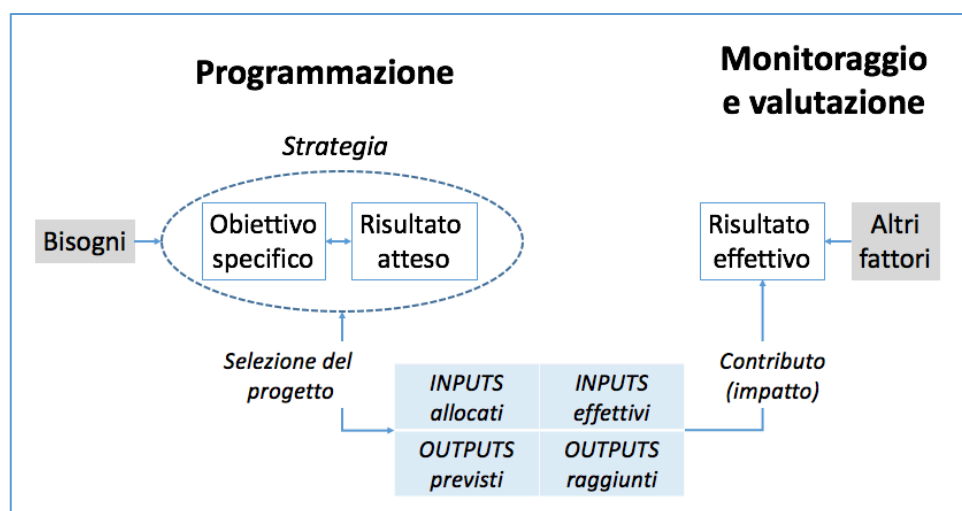 Programmazione
Monitoraggio
e valutazione
Strategia
Bisogni
Obiettivo
specifico
Risultato
atteso
Risultato
effettivo
Altri
fattori
Selezione del
progetto
INPUTS
allocati
INPUTS
effettivi
OUTPUTS
previsti
OUTPUTS
raggiunti
Contributo
(impatto)